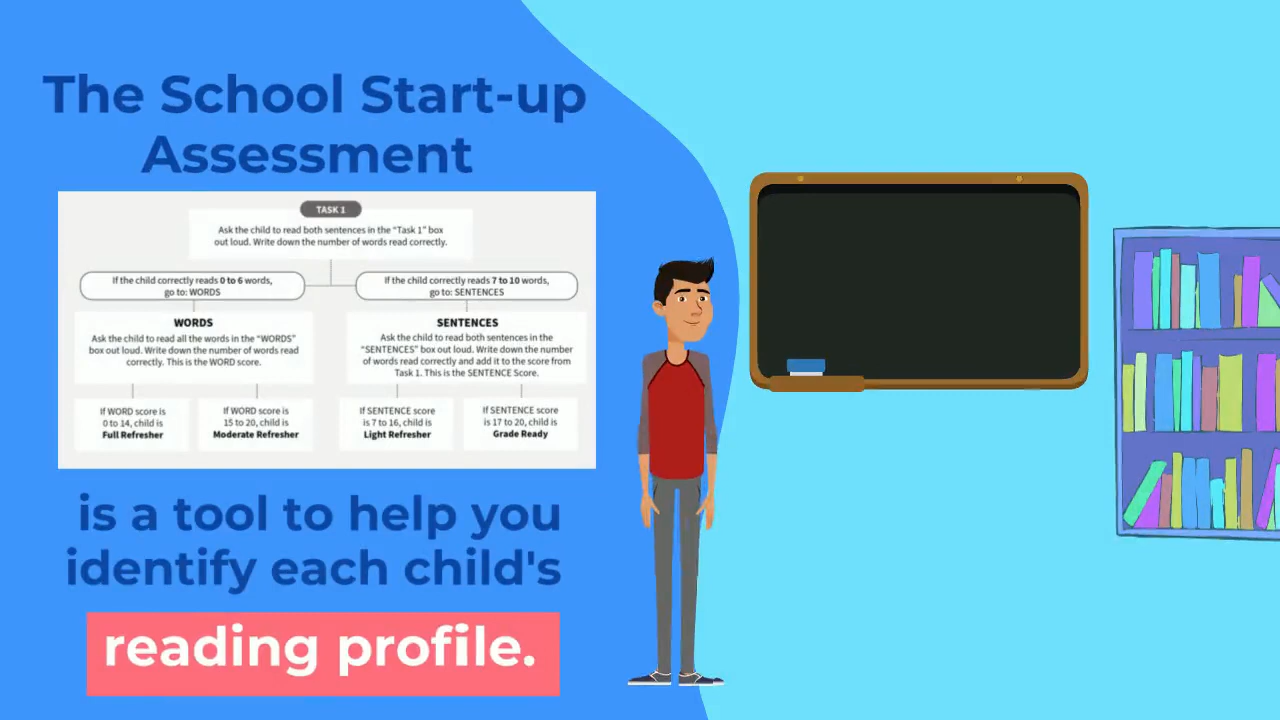 The School Start-up
Assessment
TASK 1
Ask the child to read both sentences in the “Task 1” box
out loud. Write down the number of words read correctly.
If the child correctly reads 0 to 6 words,
go to: WORDS
If the child correctly reads 7 to 10 words,
go to: SENTENCES
WORDS
Ask the child to read all the words in the “WORDS”
box out loud. Write down the number of words read
correctly. This is the WORD score.
SENTENCES
Ask the child to read both sentences in the
“SENTENCES” box out loud. Write down the number
of words read correctly and add it to the score from
Task 1. This is the SENTENCE Score.
If WORD score is
0 to 14, child is
Full Refresher
If WORD score is
15 to 20, child is
Moderate Refresher
If SENTENCE score
is 7 to 16, child is
Light Refresher
If SENTENCE score
is 17 to 20, child is
Grade Ready
is a tool to help you
identify each child's
reading profile.